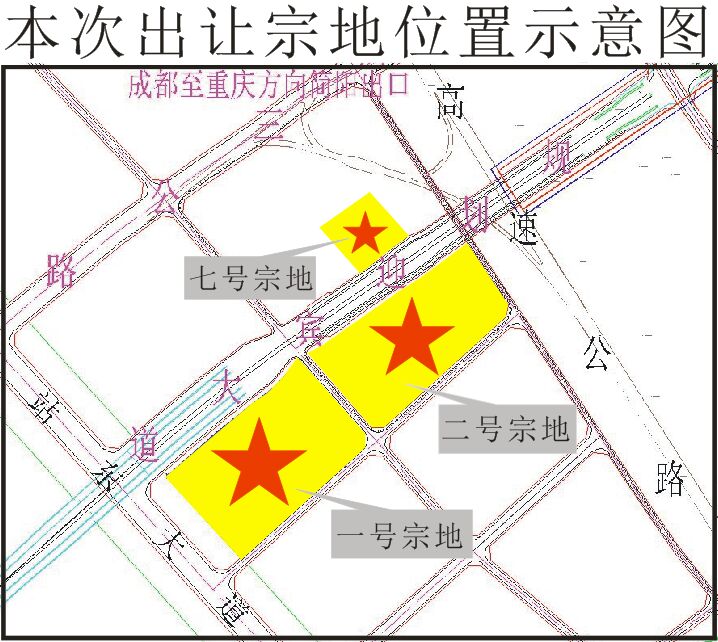 本次出让宗地位置示意图
成都至重庆方向简阳出口
高速公路
三公路
规划迎宾大道
七号宗地
二号宗地
一号宗地
站东大道